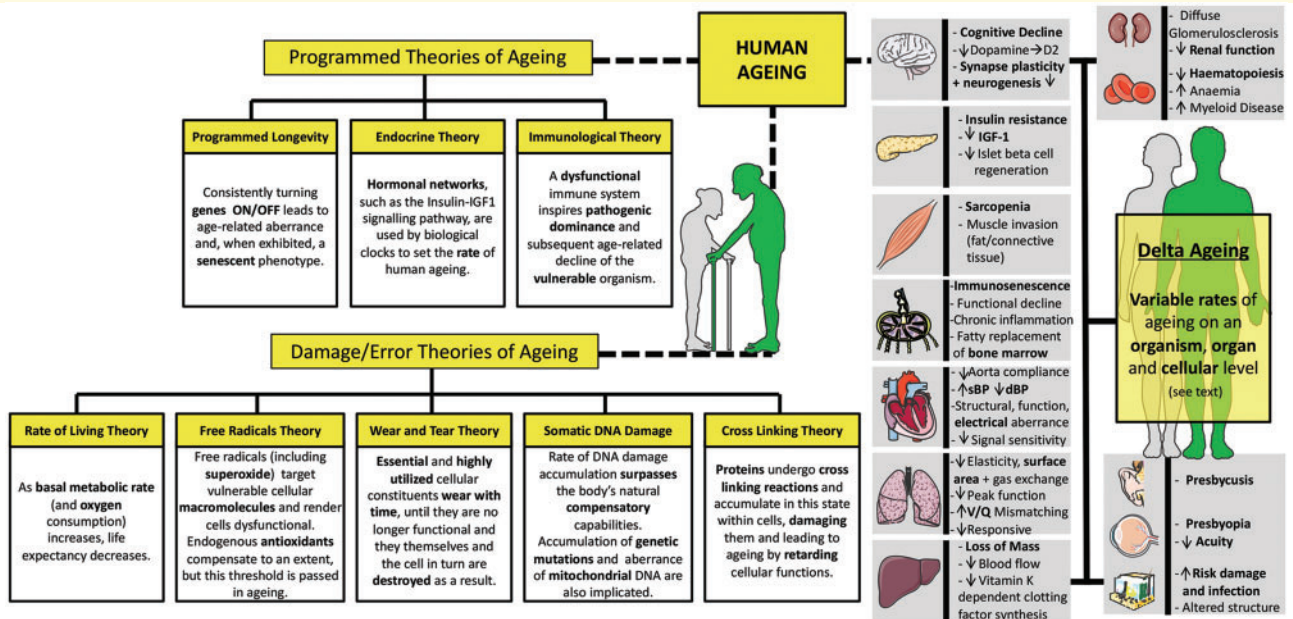 HUMAN
AGEING
Programmed Theories of Ageing
Programmed Longevity
Consistently turning
genes ON/OFF leads to
age-related aberrance
and, when exhibited, a
senescent phenotype.
Endocrine Theory
Hormonal networks,
such as the Insulin-IGF1
signalling pathway, are
used by biological
clocks to set the rate of
human ageing.
Immunological Theory
A dysfunctional
immune system
inspires pathogenic
dominance and
subsequent age-related
decline of the
vulnerable organism.
Damage/Error Theories of Ageing
Rate of Living Theory
As basal metabolic rate
(and oxygen
consumption)
increases, life
expectancy decreases.
Free Radicals Theory
Free radicals (including
superoxide) target
vulnerable cellular
macromolecules and render
cells dysfunctional.
Endogenous antioxidants
compensate to an extent,
but this threshold is passed
in ageing.
Wear and Tear Theory
Essential and highly
utilized cellular
constituents wear with
time, until they are no
longer functional and
they themselves and
the cell in turn are
destroyed as a result.
Somatic DNA Damage
Rate of DNA damage
accumulation surpasses
the body's natural
compensatory
capabilities.
Accumulation of genetic
mutations and aberrance
of mitochondrial DNA are
also implicated.
Cross Linking Theory
Proteins undergo cross
linking reactions and
accumulate in this state
within cells, damaging
them and leading to
ageing by retarding
cellular functions.
- Cognitive Decline
-↓Dopamine→D2
- Synapse plasticity
+ neurogenesis ↓
- Insulin resistance
- ↓ IGF-1
- ↓ Islet beta cell
regeneration
- Sarcopenia
- Muscle invasion
(fat/connective
tissue)
-Immunosenescence
- Functional decline
-Chronic inflammation
- Fatty replacement
of bone marrow
- ↓Aorta compliance
- ↑sBP ↓dBP
-Structural, function,
electrical aberrance
- ↓ Signal sensitivity
-↓Elasticity, surface
area + gas exchange
-↓Peak function
-↑V/Q Mismatching
-↓Responsive
- Loss of Mass
- ↓ Blood flow
- ↓ Vitamin K
dependent clotting
factor synthesis
- Diffuse
Glomerulosclerosis
-↓ Renal function
-↓ Haematopoiesis
- ↑ Anaemia
- ↑ Myeloid Disease
Delta Ageing
Variable rates of
ageing on an
organism, organ
and cellular level
(see text)
- Presbycusis
- Presbyopia
- ↓ Acuity
- ↑Risk damage
and infection
- Altered structure